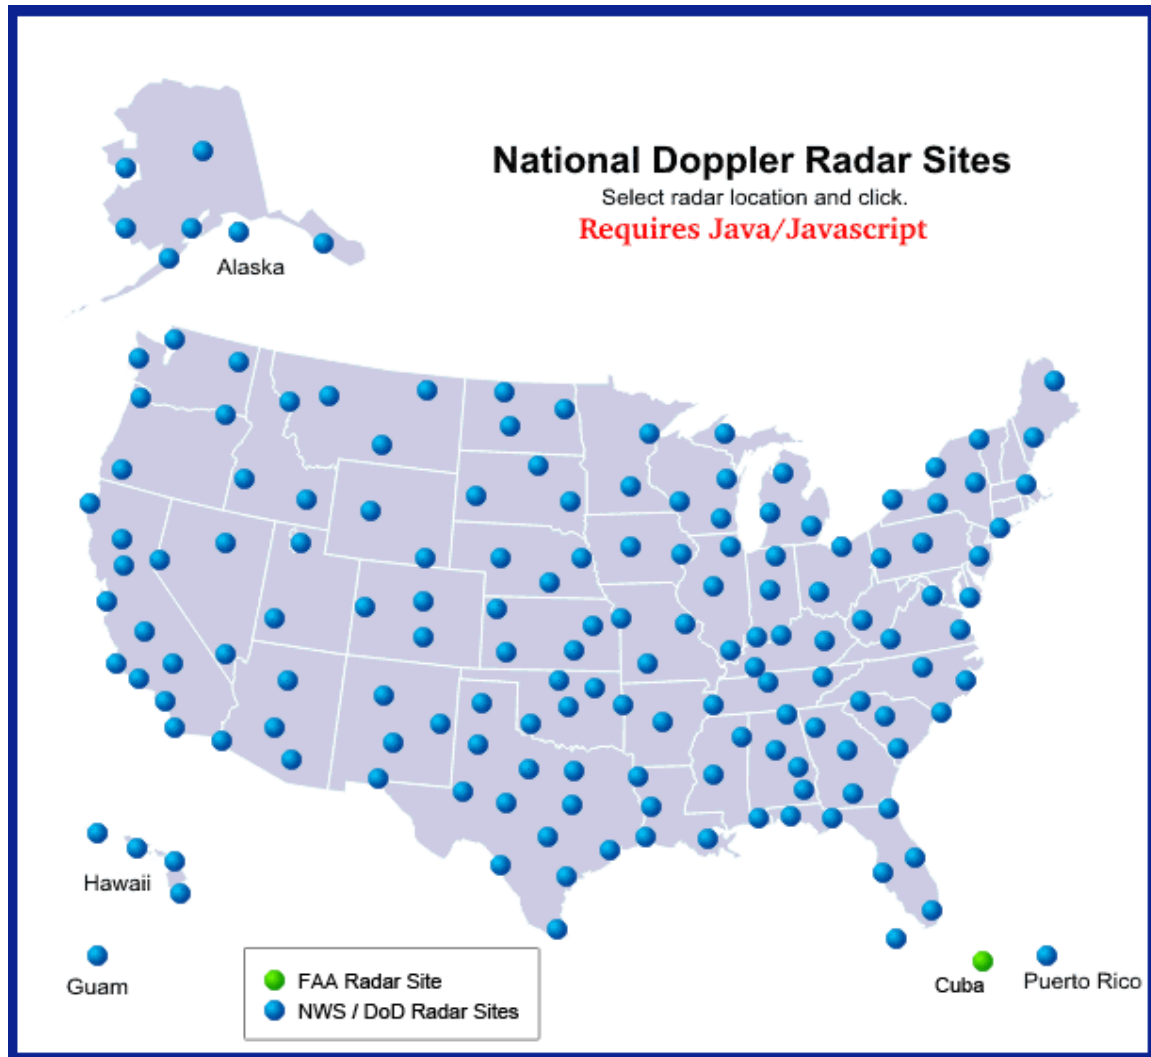 National Doppler Radar Sites
Select radar location and click.
Requires Java/Javascript
Alaska
Hawaii
Guam
FAA Radar Site
NWS / DoD Radar Sites
Cuba
Puerto Rico